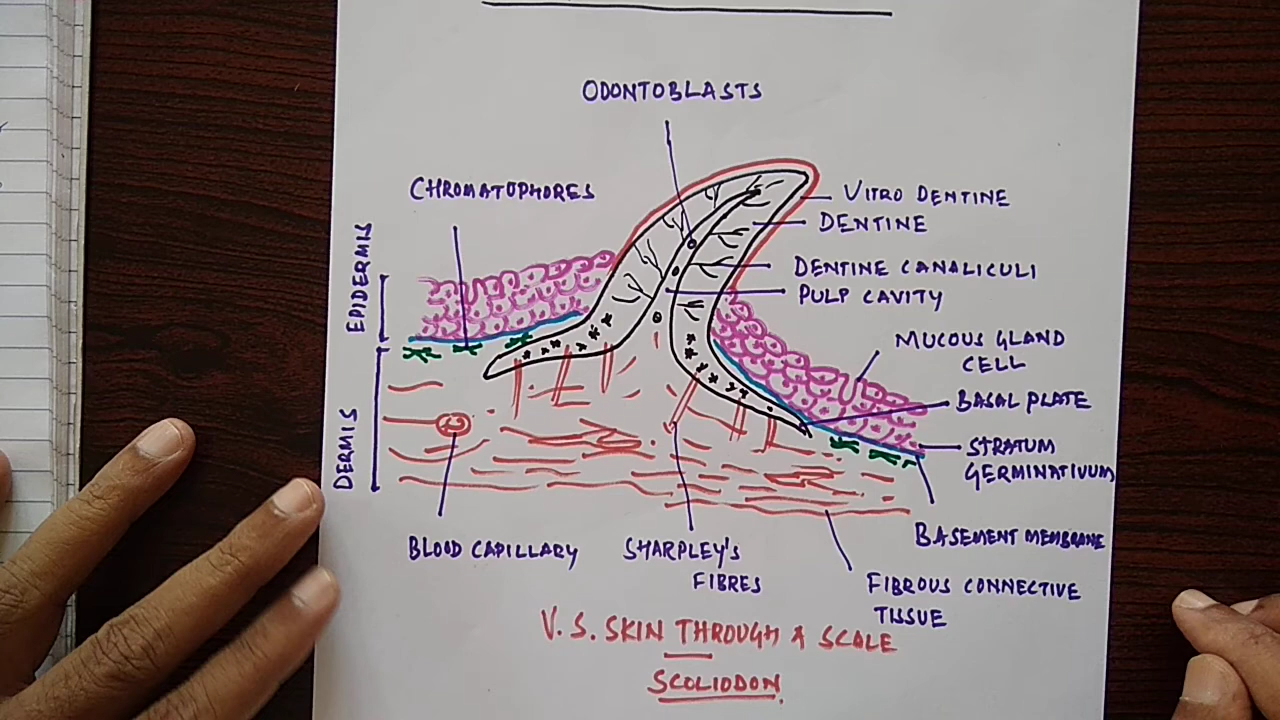 ODONTOBLASTS
CHROMATOPHORES
VITRO DENTINE
DENTINE
EPIDERMIS
DENTINE CANALICULI
PULP CAVITY
MUCOUS GLAND
CELL
BASAL PLATE
DERMIS
STRATUM
GERMINATIVUM
BASEMENT MEMBRANE
BLOOD CAPILLARY
SHARPLEY'S
FIBRES
FIBROUS CONNECTIVE
TISSUE
V. S. SKIN THROUGH A SCALE
SCOLIODON.